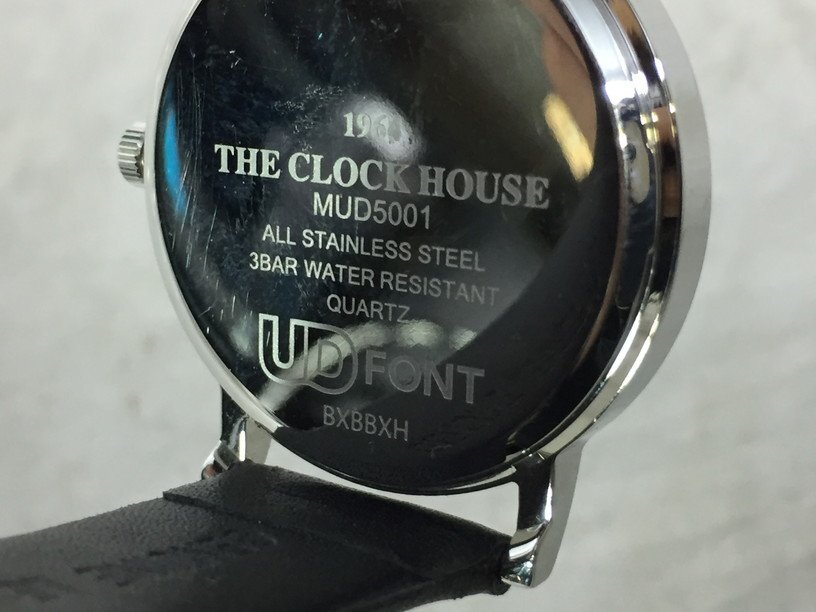 THE CLOCK HOUSE
MUD5001
ALL STAINLESS STEEL
3BAR WATER RESISTANT
QUARTZ
UD FONT
BXBBXH